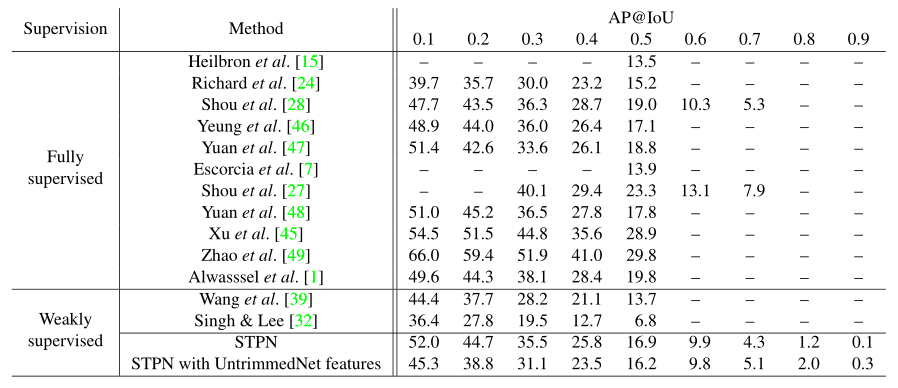 Supervision Method AP@IoU
0.1 0.2 0.3 0.4 0.5 0.6 0.7 0.8 0.9
Fully supervised
Heilbron et al. [15] – – – – 13.5 – – – –
Richard et al. [24] 39.7 35.7 30.0 23.2 15.2 – – – –
Shou et al. [28] 47.7 43.5 36.3 28.7 19.0 10.3 5.3 – –
Yeung et al. [46] 48.9 44.0 36.0 26.4 17.1 – – – –
Yuan et al. [47] 51.4 42.6 33.6 26.1 18.8 – – – –
Escorcia et al. [7] – – – – 13.9 – – – –
Shou et al. [27] – – 40.1 29.4 23.3 13.1 7.9 – –
Yuan et al. [48] 51.0 45.2 36.5 27.8 17.8 – – – –
Xu et al. [45] 54.5 51.5 44.8 35.6 28.9 – – – –
Zhao et al. [49] 66.0 59.4 51.9 41.0 29.8 – – – –
Alwasssel et al. [1] 49.6 44.3 38.1 28.4 19.8 – – – –
Weakly supervised
Wang et al. [39] 44.4 37.7 28.2 21.1 13.7 – – – –
Singh & Lee [32] 36.4 27.8 19.5 12.7 6.8 – – – –
STPN 52.0 44.7 35.5 25.8 16.9 9.9 4.3 1.2 0.1
STPN with UntrimmedNet features 45.3 38.8 31.1 23.5 16.2 9.8 5.1 2.0 0.3